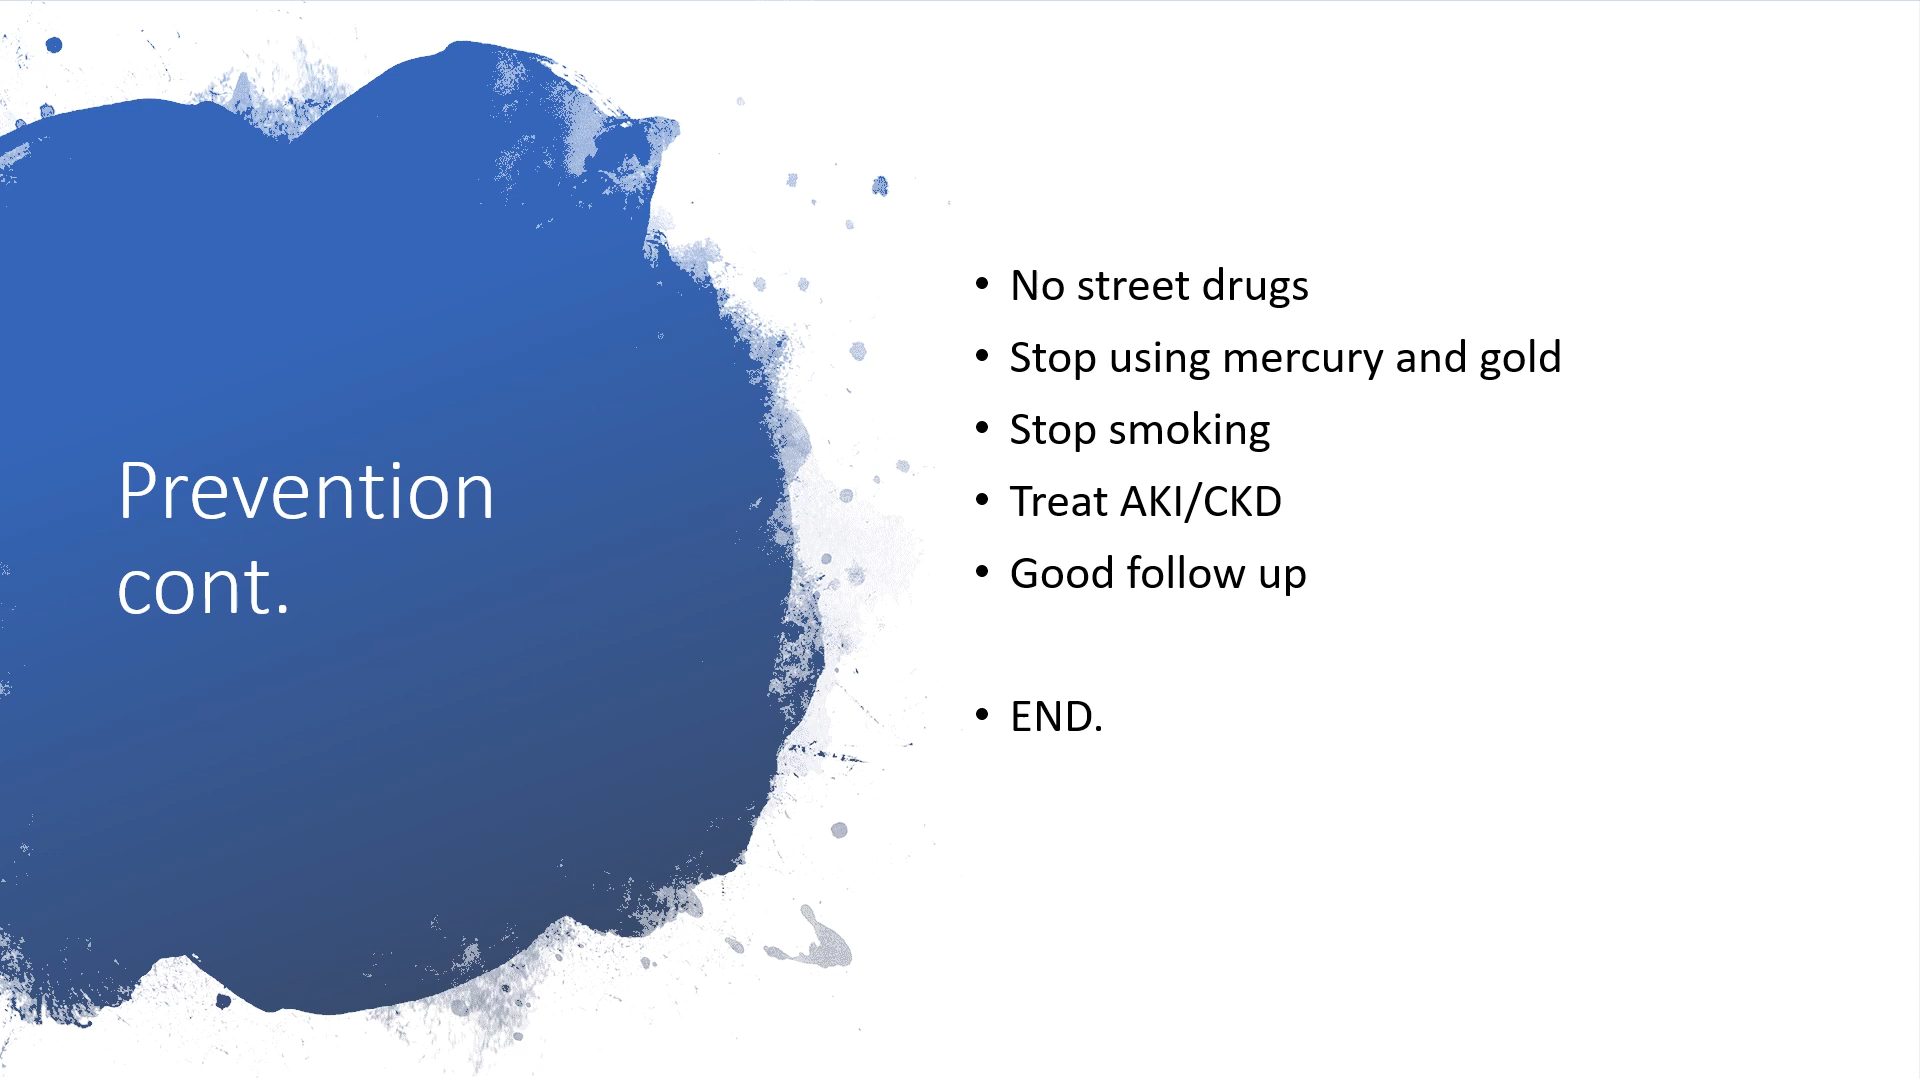 Prevention
cont.
• No street drugs
• Stop using mercury and gold
• Stop smoking
• Treat AKI/CKD
• Good follow up
• END.